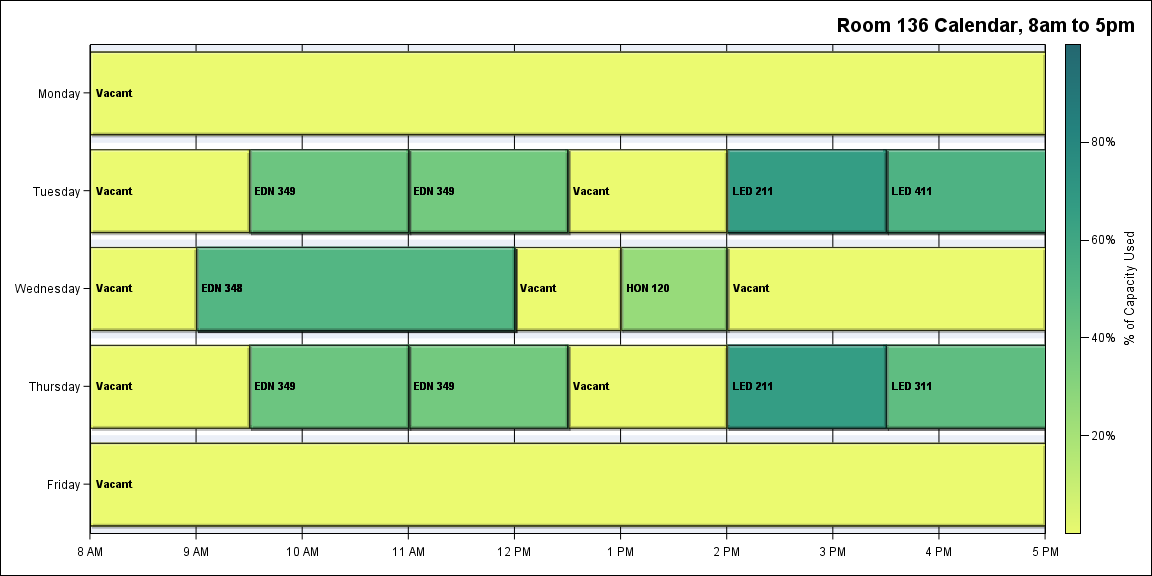 Room 136 Calendar, 8am to 5pm
Monday
Vacant
Tuesday
Vacant
EDN 349
EDN 349
Vacant
LED 211
LED 411
Wednesday
Vacant
EDN 348
Vacant
HON 120
Vacant
Thursday
Vacant
EDN 349
EDN 349
Vacant
LED 211
LED 311
Friday
Vacant
8 AM
9 AM
10 AM
11 AM
12 PM
1 PM
2 PM
3 PM
4 PM
5 PM
80%
60%
40%
20%
% of Capacity Used